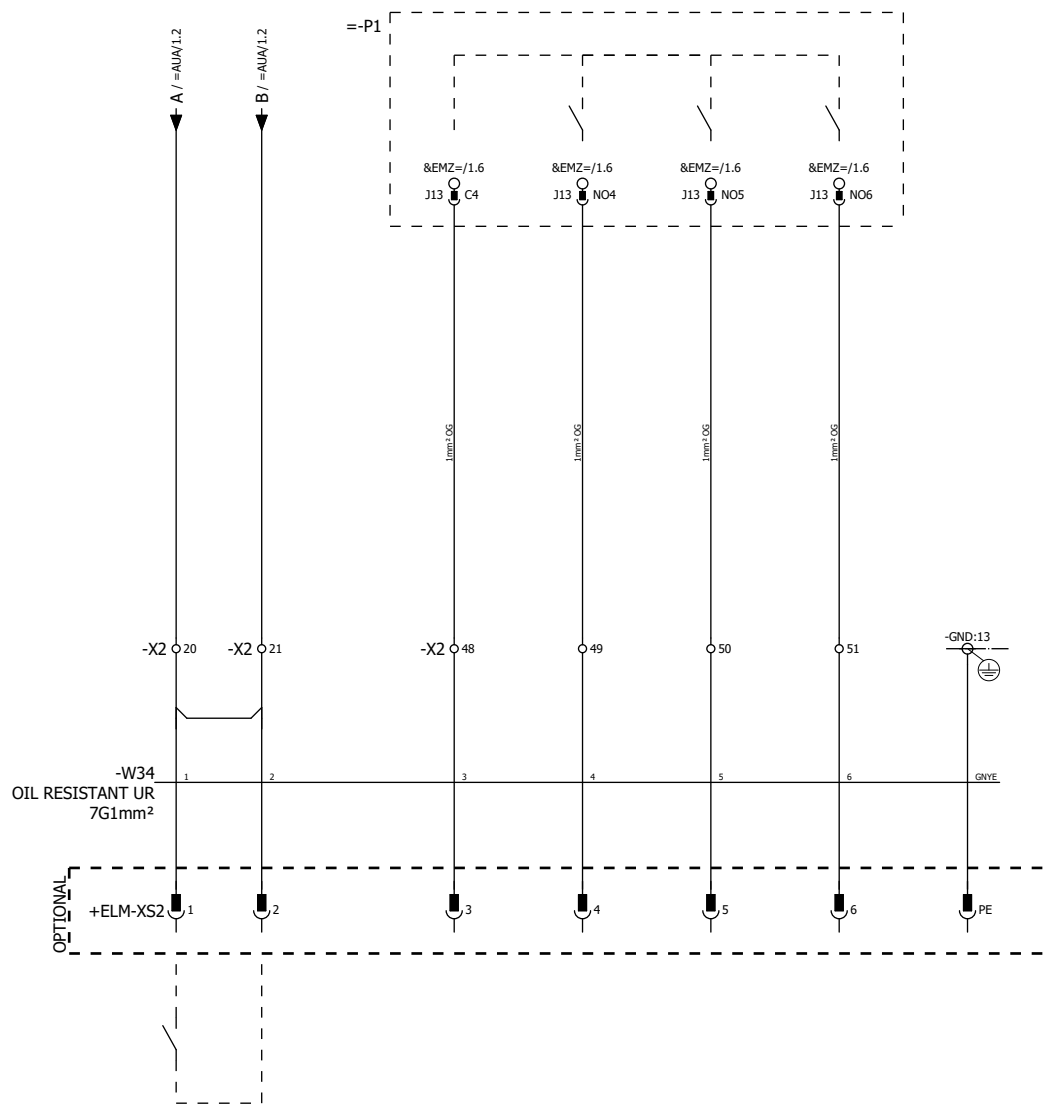 =-P1
A / =AUA/1.2
B / =AUA/1.2
&EMZ=/1.6
&EMZ=/1.6
&EMZ=/1.6
&EMZ=/1.6
J13 C4
J13 NO4
J13 NO5
J13 NO6
1mm² OG
1mm² OG
1mm² OG
1mm² OG
-X2 20
-X2 21
-X2 48
49
50
51
-GND:13
-W34
OIL RESISTANT UR
7G1mm²
1
2
3
4
5
6
GNYE
OPTIONAL
+ELM-XS2 1
2
3
4
5
6
PE